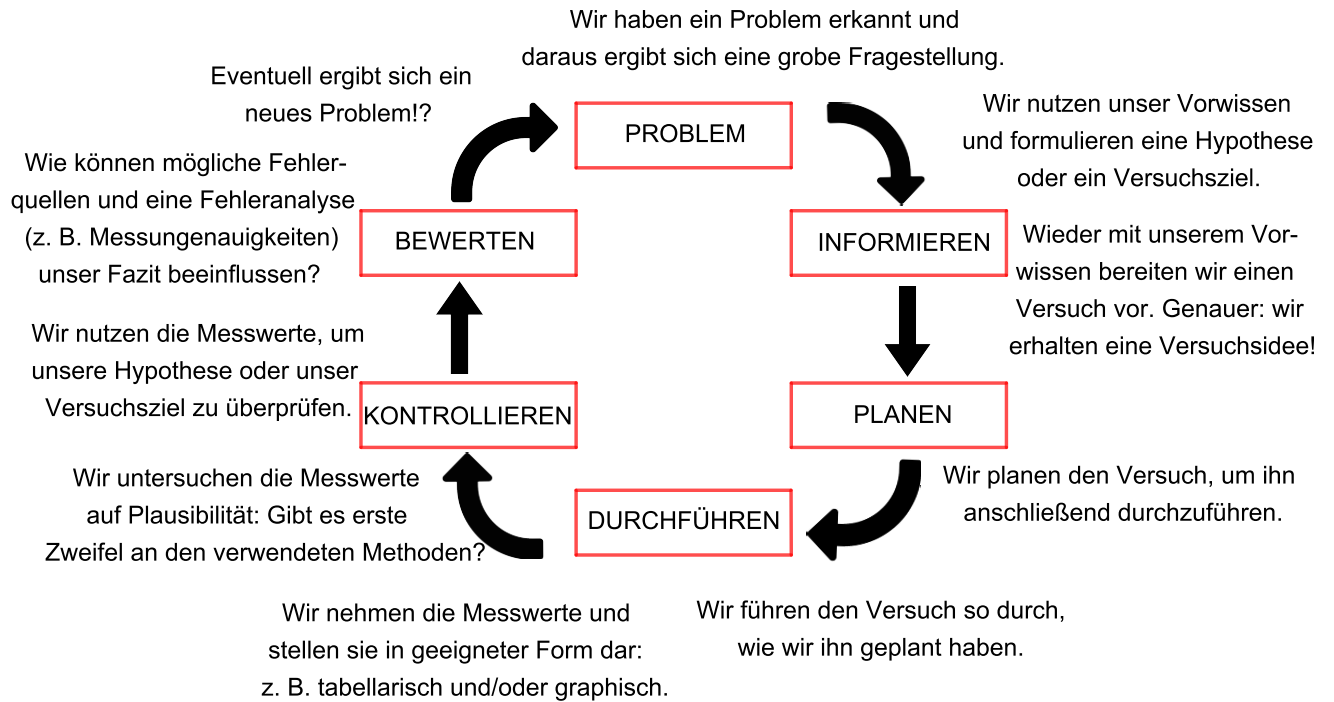 Wir haben ein Problem erkannt und
daraus ergibt sich eine grobe Fragestellung.
PROBLEM
Wir nutzen unser Vorwissen
und formulieren eine Hypothese
oder ein Versuchsziel.
INFORMIEREN
Wieder mit unserem Vor-
wissen bereiten wir einen
Versuch vor. Genauer: wir
erhalten eine Versuchsidee!
PLANEN
Wir planen den Versuch, um ihn
anschließend durchzuführen.
DURCHFÜHREN
Wir führen den Versuch so durch,
wie wir ihn geplant haben.
Wir nehmen die Messwerte und
stellen sie in geeigneter Form dar:
z. B. tabellarisch und/oder graphisch.
Wir untersuchen die Messwerte
auf Plausibilität: Gibt es erste
Zweifel an den verwendeten Methoden?
KONTROLLIEREN
Wir nutzen die Messwerte, um
unsere Hypothese oder unser
Versuchsziel zu überprüfen.
BEWERTEN
Wie können mögliche Fehler-
quellen und eine Fehleranalyse
(z. B. Messungenauigkeiten)
unser Fazit beeinflussen?
Eventuell ergibt sich ein
neues Problem!?